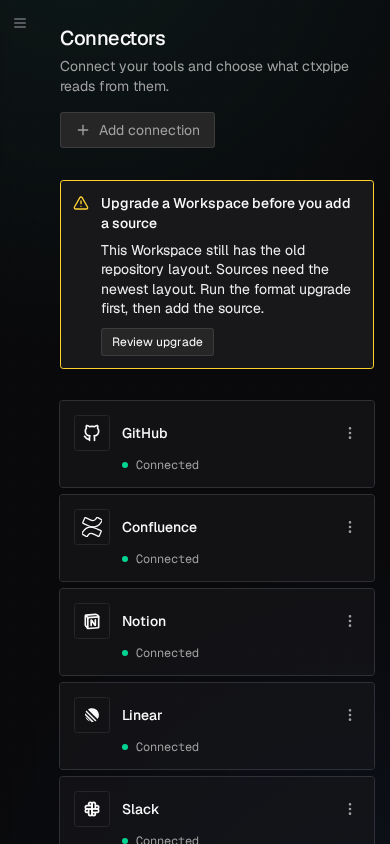 Connectors
Connect your tools and choose what ctxpipe
reads from them.
Add connection
Upgrade a Workspace before you add
a source
This Workspace still has the old
repository layout. Sources need the
newest layout. Run the format upgrade
first, then add the source.
Review upgrade
GitHub
Connected
Confluence
Connected
Notion
Connected
Linear
Connected
Slack
Connected